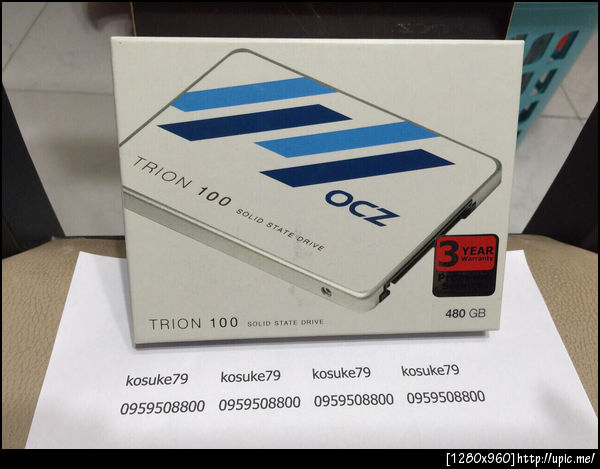 TRION 100 SOLID STATE DRIVE
OCZ
3 YEAR
Warranty
TRION 100 SOLID STATE DRIVE
480 GB
kosuke79 kosuke79 kosuke79 kosuke79
0959508800 0959508800 0959508800 0959508800
[1280x960]http://upic.me/